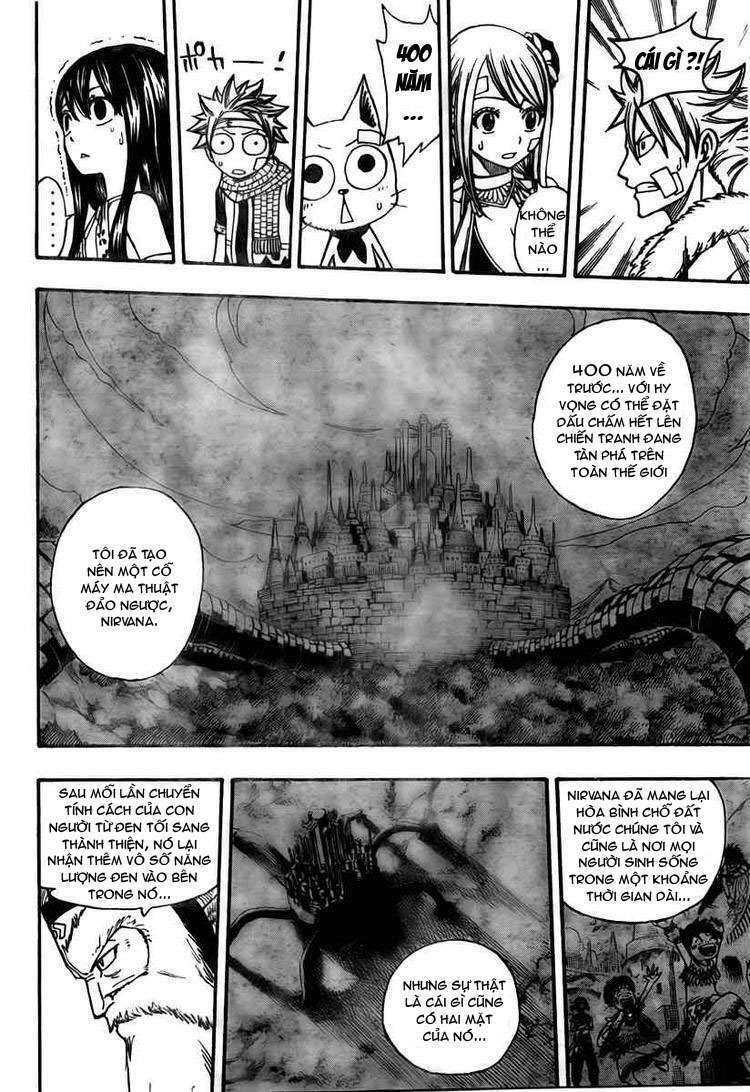 CÁI GÌ ?!
KHÔNG
THỂ
NÀO
...
400
NĂM
...
!
......
400 NĂM VỀ
TRƯỚC... VỚI HY
VỌNG CÓ THỂ ĐẶT
DẤU CHẤM HẾT LÊN
CHIẾN TRANH ĐANG
TÀN PHÁ TRÊN
TOÀN THẾ GIỚI
TÔI ĐÃ TẠO
NÊN MỘT CỖ
MÁY MA THUẬT
ĐẢO NGƯỢC,
NIRVANA.
NIRVANA ĐÃ MANG LẠI
HÒA BÌNH CHỖ ĐẤT
NƯỚC CHÚNG TÔI VÀ
CŨNG LÀ NƠI MỌI
NGƯỜI SINH SỐNG
TRONG MỘT KHOẢNG
THỜI GIAN DÀI...
NHƯNG SỰ THẬT
LÀ CÁI GÌ CŨNG
CÓ HAI MẶT CỦA
NÓ...
SAU MỖI LẦN CHUYỂN
TÍNH CÁCH CỦA CON
NGƯỜI TỪ ĐEN TỐI SANG
THÀNH THIỆN, NÓ LẠI
NHẬN THÊM VÔ SỐ NĂNG
LƯỢNG ĐEN VÀO BÊN
TRONG NÓ...